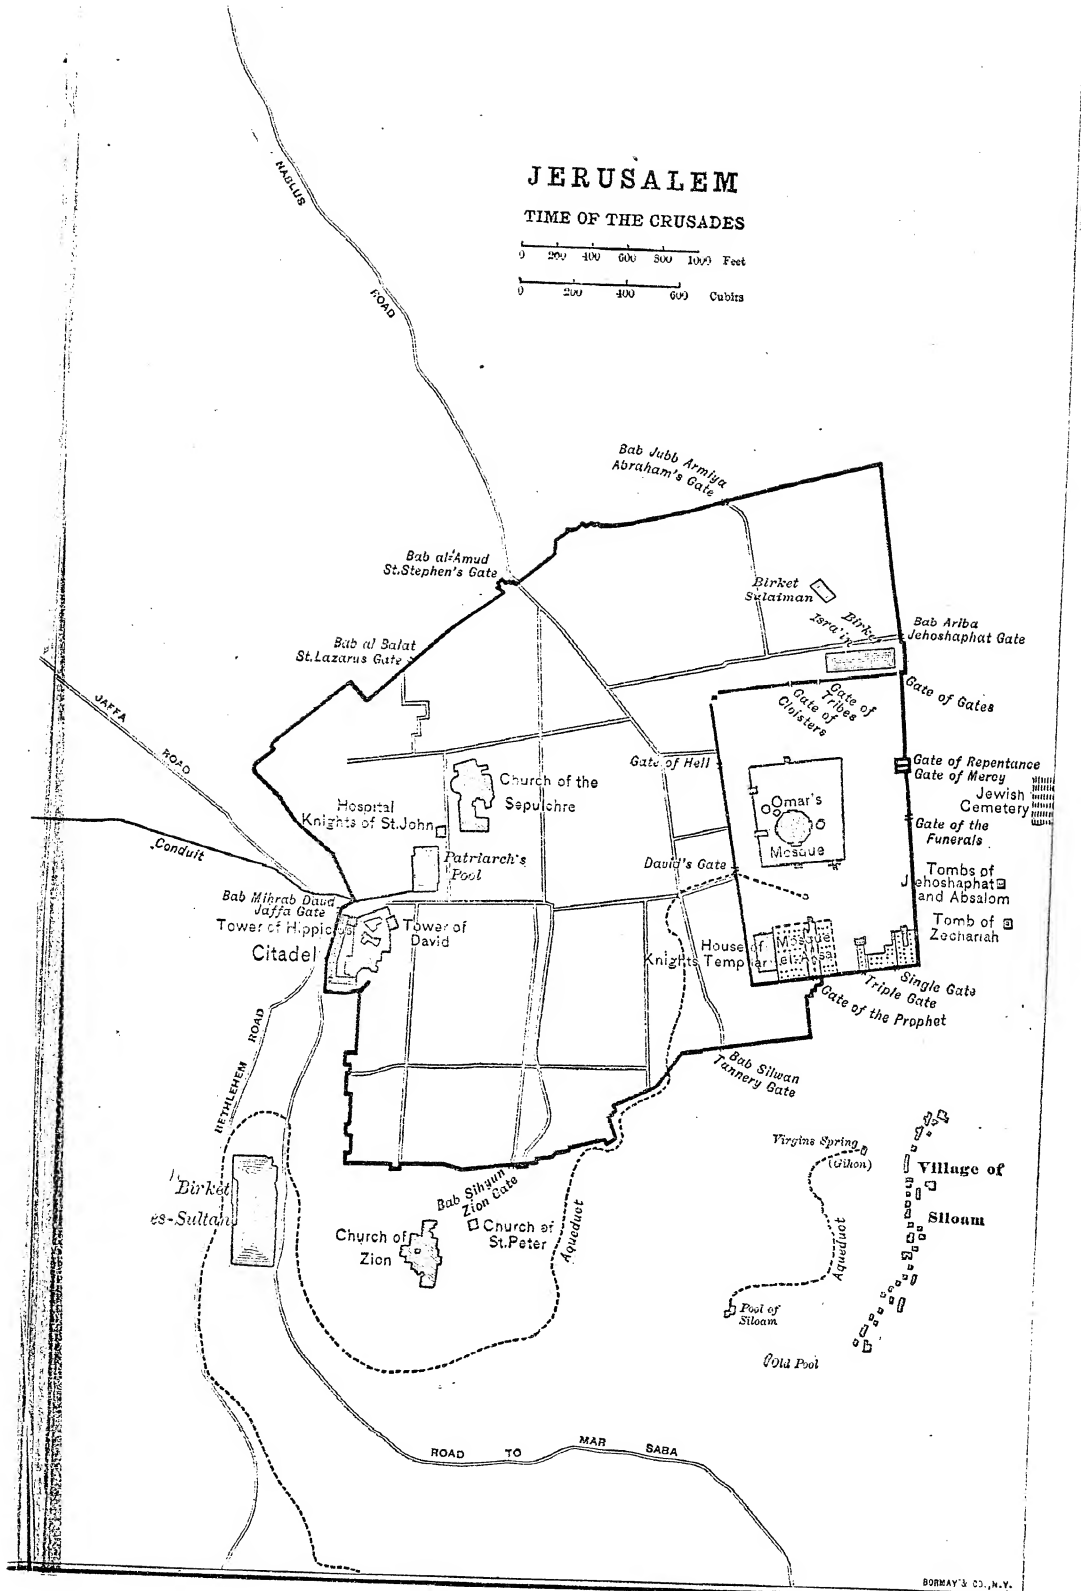 JERUSALEM
TIME OF THE CRUSADES
0 200 400 600 800 1000 Feet
0 200 400 600 Cubits
NABLUS
ROAD
Bab Jubb Armiya
Abraham's Gate
Bab al-Amud
St.Stephen's Gate
Birket
Sulaiman
Birket
Isra'in
Bab Ariba
Jehoshaphat Gate
Bab al Balat
St.Lazarus Gate
JAFFA
ROAD
Gate of Gates
Gate of
Tribes
Gate of
Cloisters
Gate of Hell
Gate of Repentance
Gate of Mercy
Jewish
Cemetery
Church of the
Sepulchre
Hospital
Knights of St.John
Omar's
Mosque
Gate of the
Funerals
Conduit
Patriarch's
Pool
David's Gate
Tombs of
Jehoshaphat
and Absalom
Bab Mihrab Daud
Jaffa Gate
Tower of Hippicus
Citadel
Tower of
David
House of
Knights Templar
Mosque
el-Aksa
Tomb of
Zechariah
Single Gate
Triple Gate
Gate of the Prophet
BETHLEHEM ROAD
Bab Silwan
Tannery Gate
Virgins Spring
(Gihon)
Village of
Siloam
Birket
es-Sultan
Bab Sihyun
Zion Gate
Church of
Zion
Church of
St.Peter
Aqueduct
Aqueduct
Pool of
Siloam
Old Pool
ROAD TO MAR SABA
BORMAY & CO., N.Y.